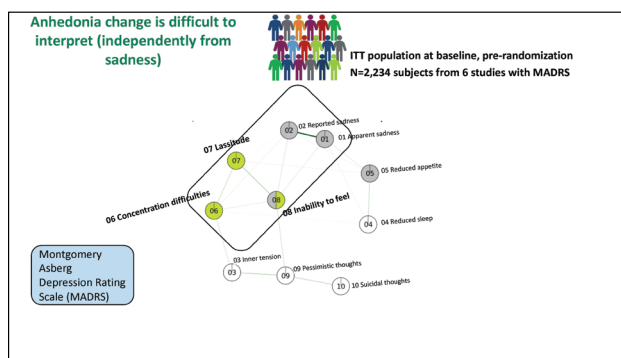 Anhedonia change is difficult to
interpret (independently from
sadness)
ITT population at baseline, pre-randomization
N=2,234 subjects from 6 studies with MADRS
02 Reported sadness
02
01
01 Apparent sadness
07 Lassitude
07
05
05 Reduced appetite
06 Concentration difficulties
06
08
08 Inability to feel
04
04 Reduced sleep
03 Inner tension
03
09
09 Pessimistic thoughts
10
10 Suicidal thoughts
Montgomery
Asberg
Depression Rating
Scale (MADRS)